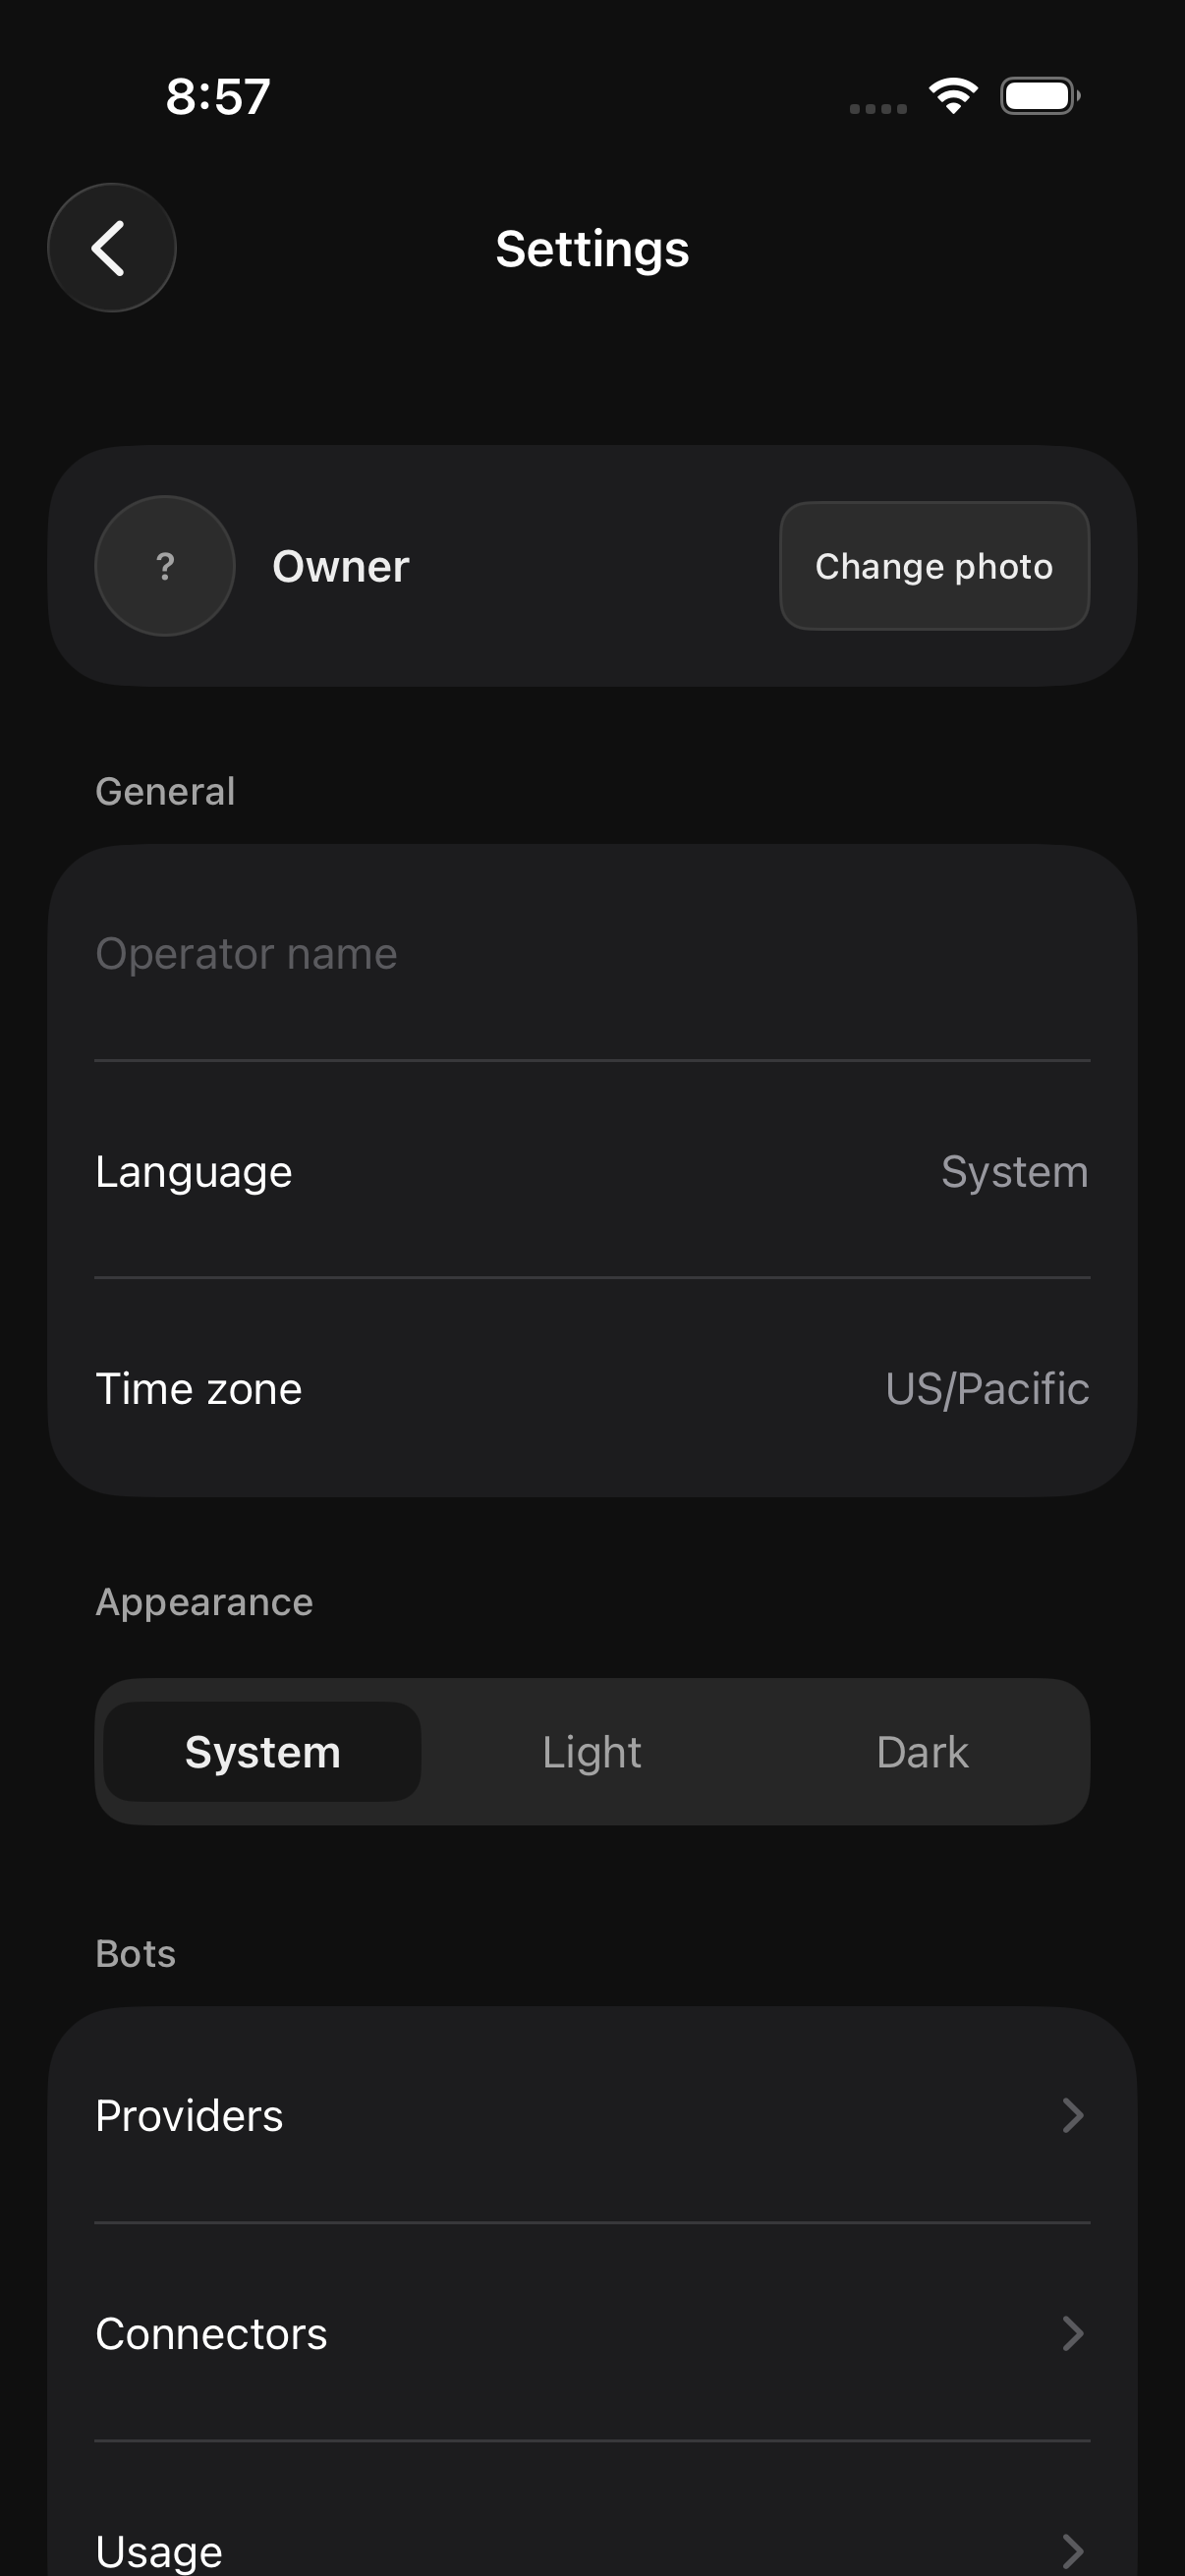 8:57
Settings
?
Owner
Change photo
General
Operator name
Language
System
Time zone
US/Pacific
Appearance
System
Light
Dark
Bots
Providers
Connectors
Usage